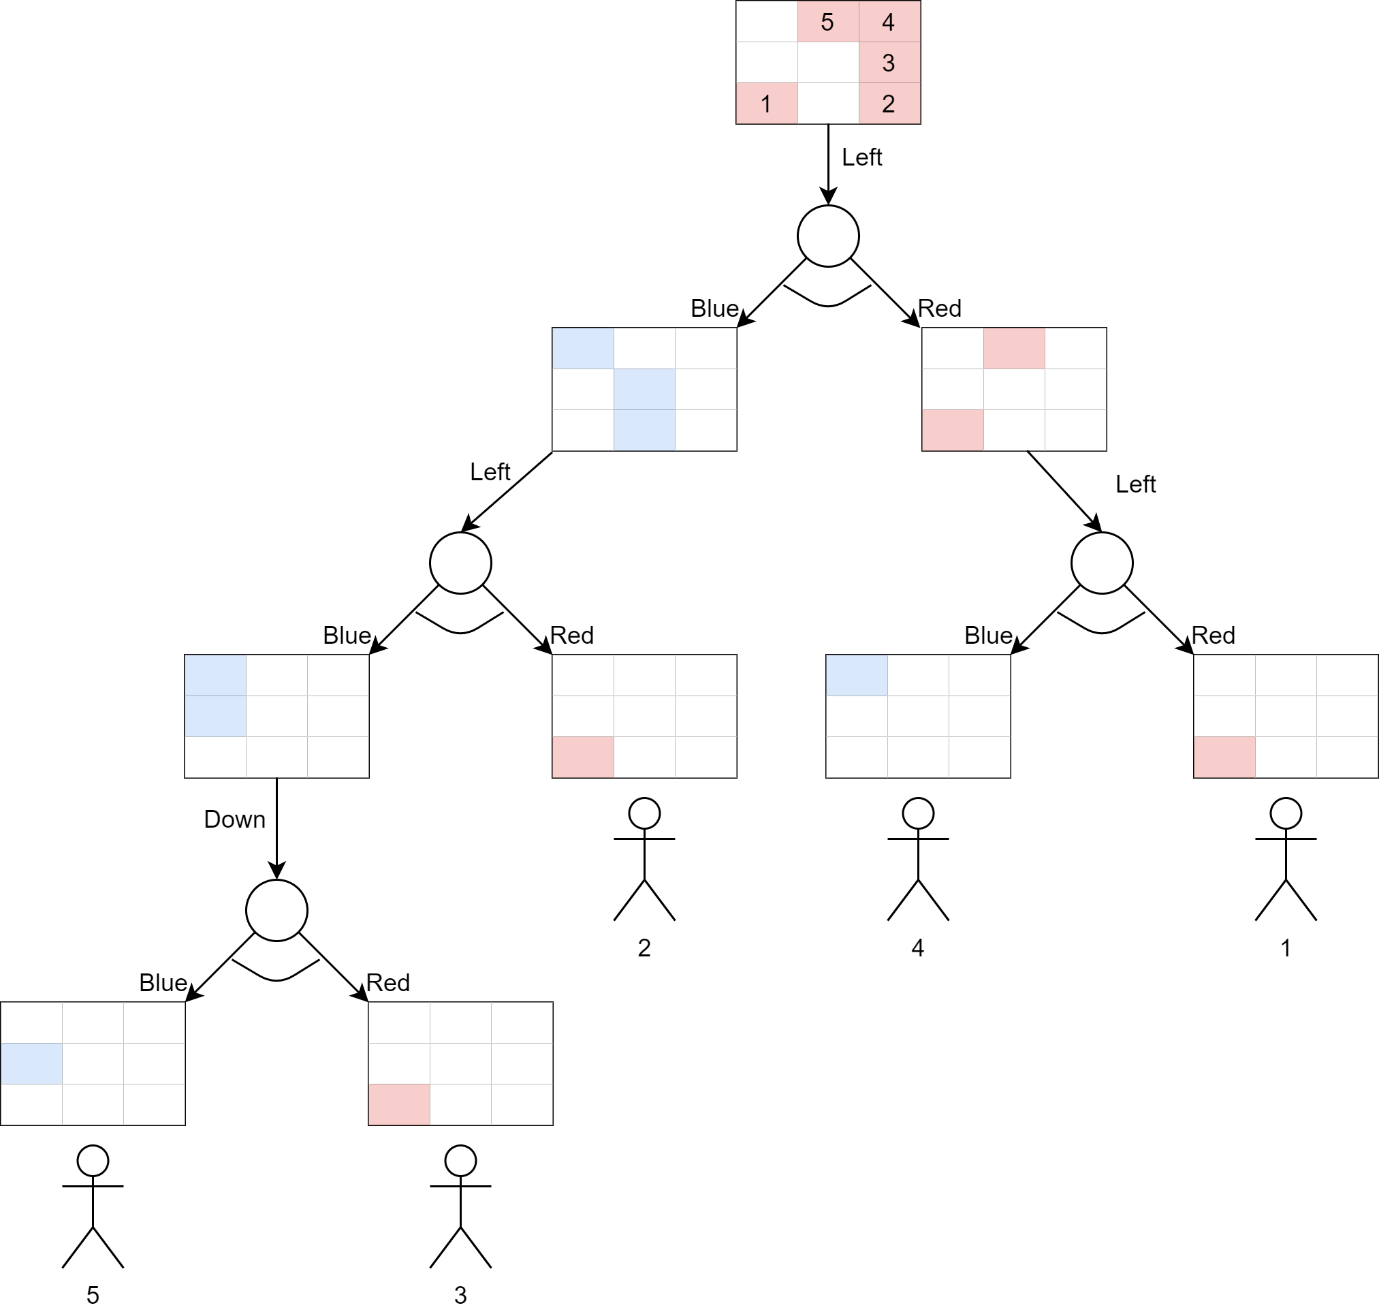 5 4
3
1 2
Left
Blue Red
Left Left
Blue Red Blue Red
Down
2 4 1
Blue Red
5 3